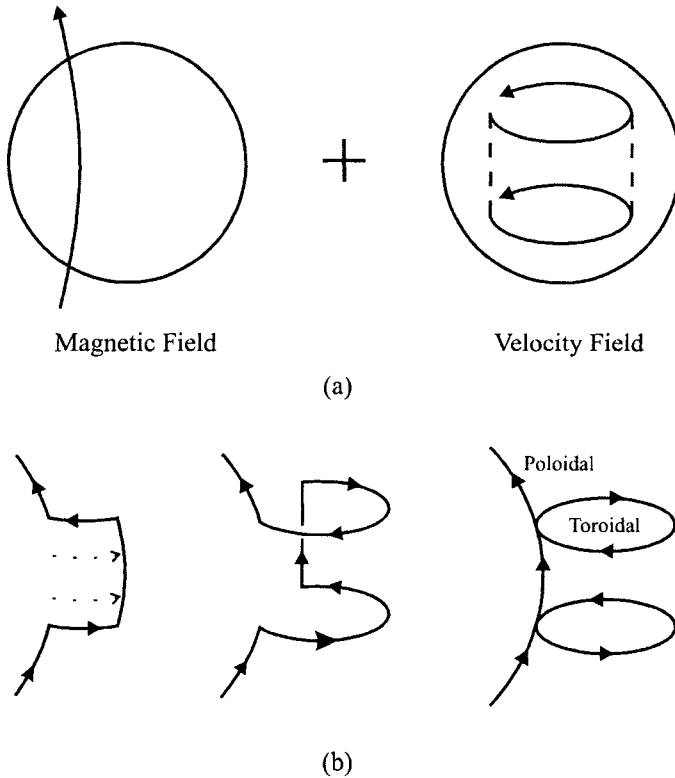 Magnetic Field
Velocity Field
(a)
Poloidal
Toroidal
(b)